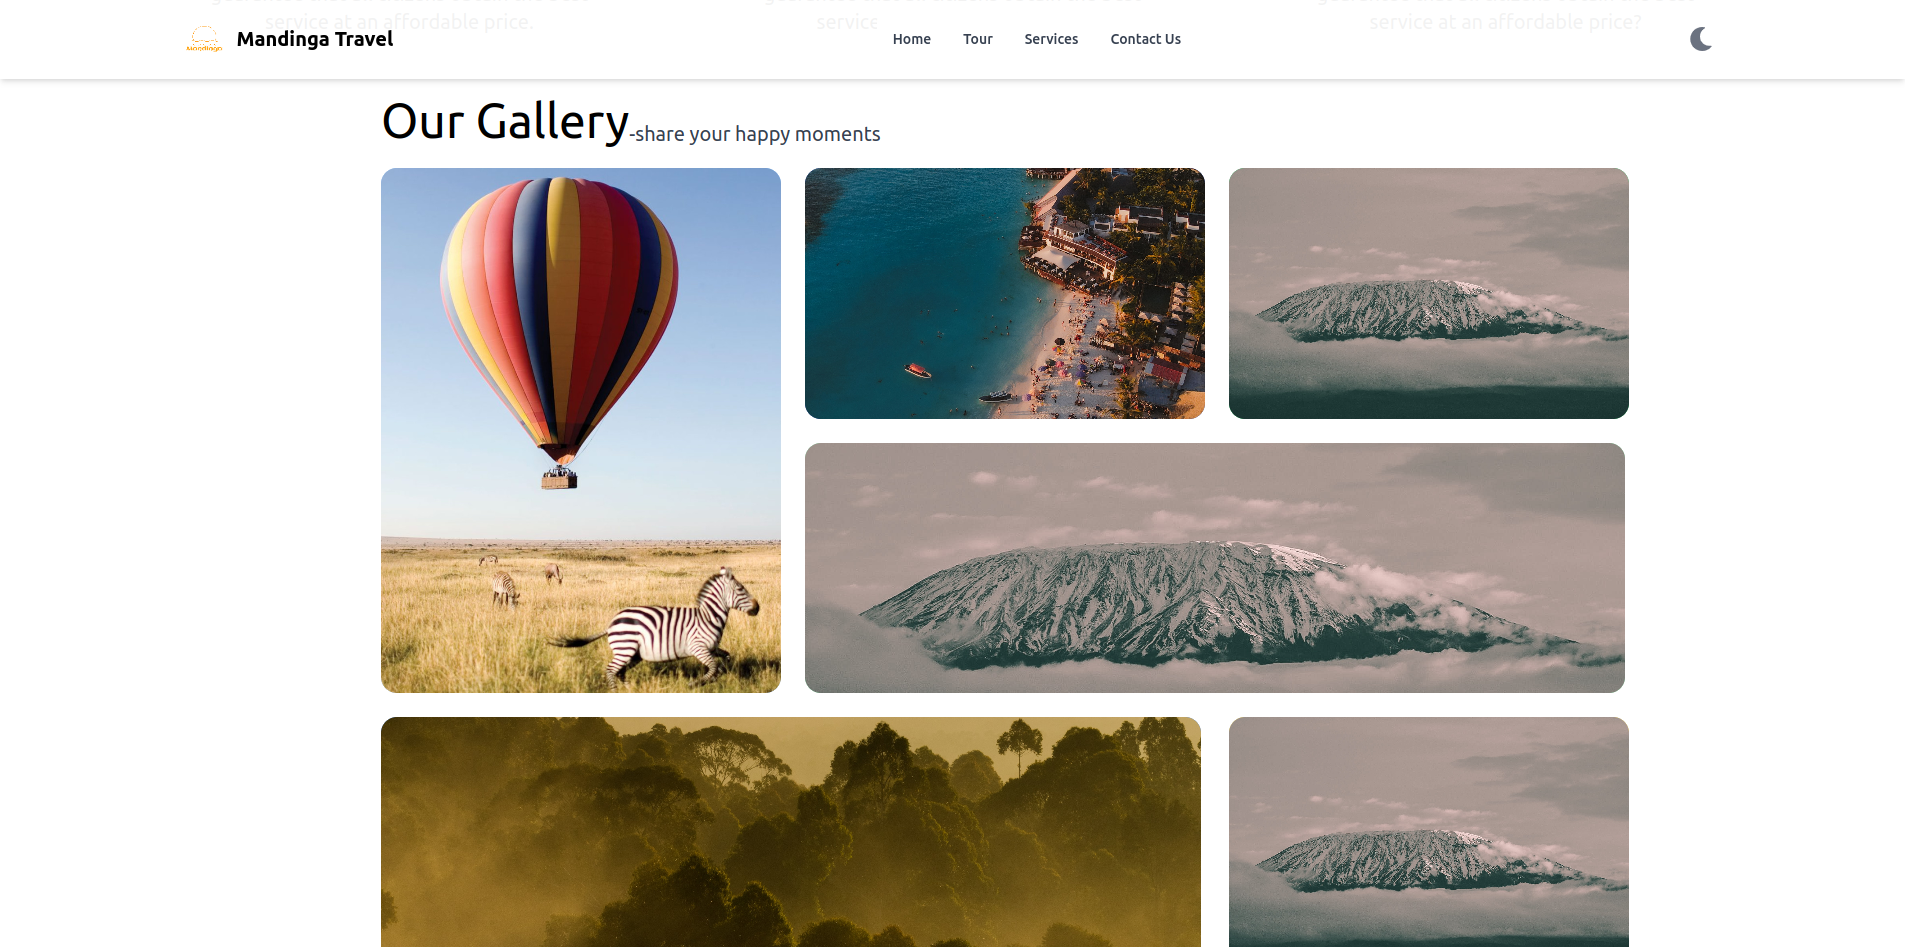 service at an affordable price.
service
service at an affordable price?
Mandinga
Mandinga Travel
Home
Tour
Services
Contact Us
Our Gallery-share your happy moments